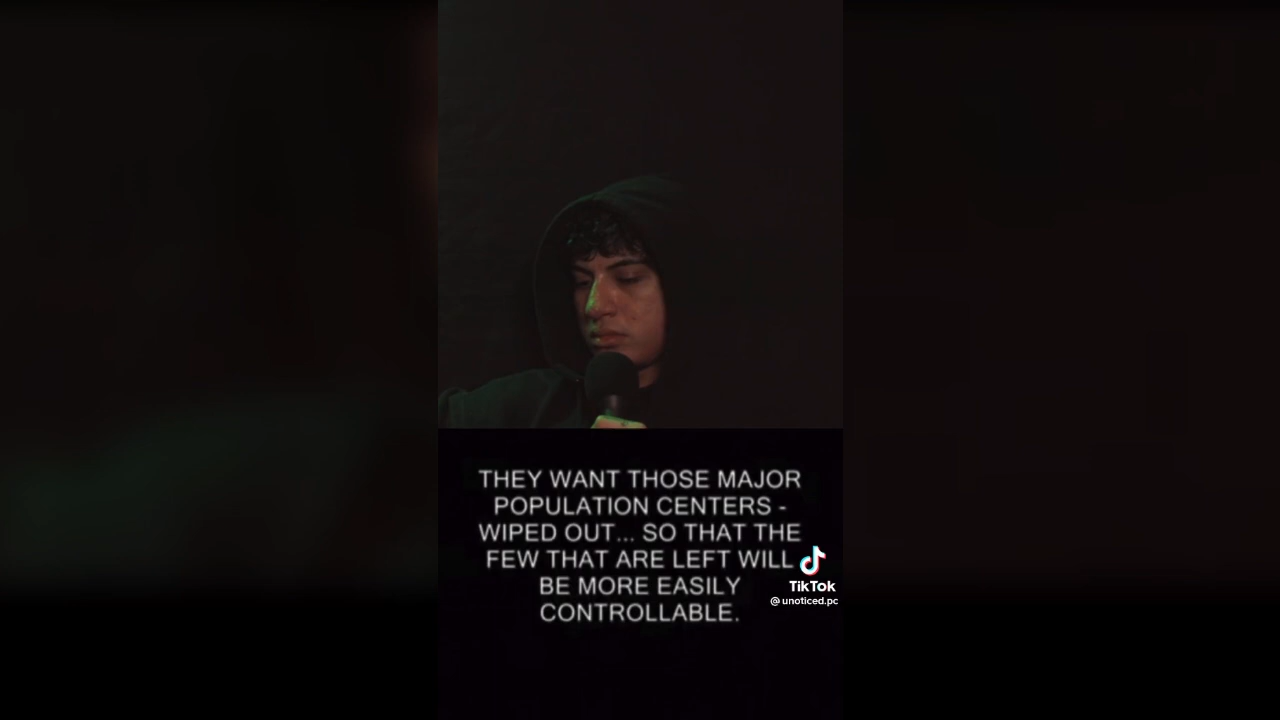 THEY WANT THOSE MAJOR
POPULATION CENTERS -
WIPED OUT... SO THAT THE
FEW THAT ARE LEFT WILL
BE MORE EASILY
CONTROLLABLE.
TikTok
@ unoticed.pc